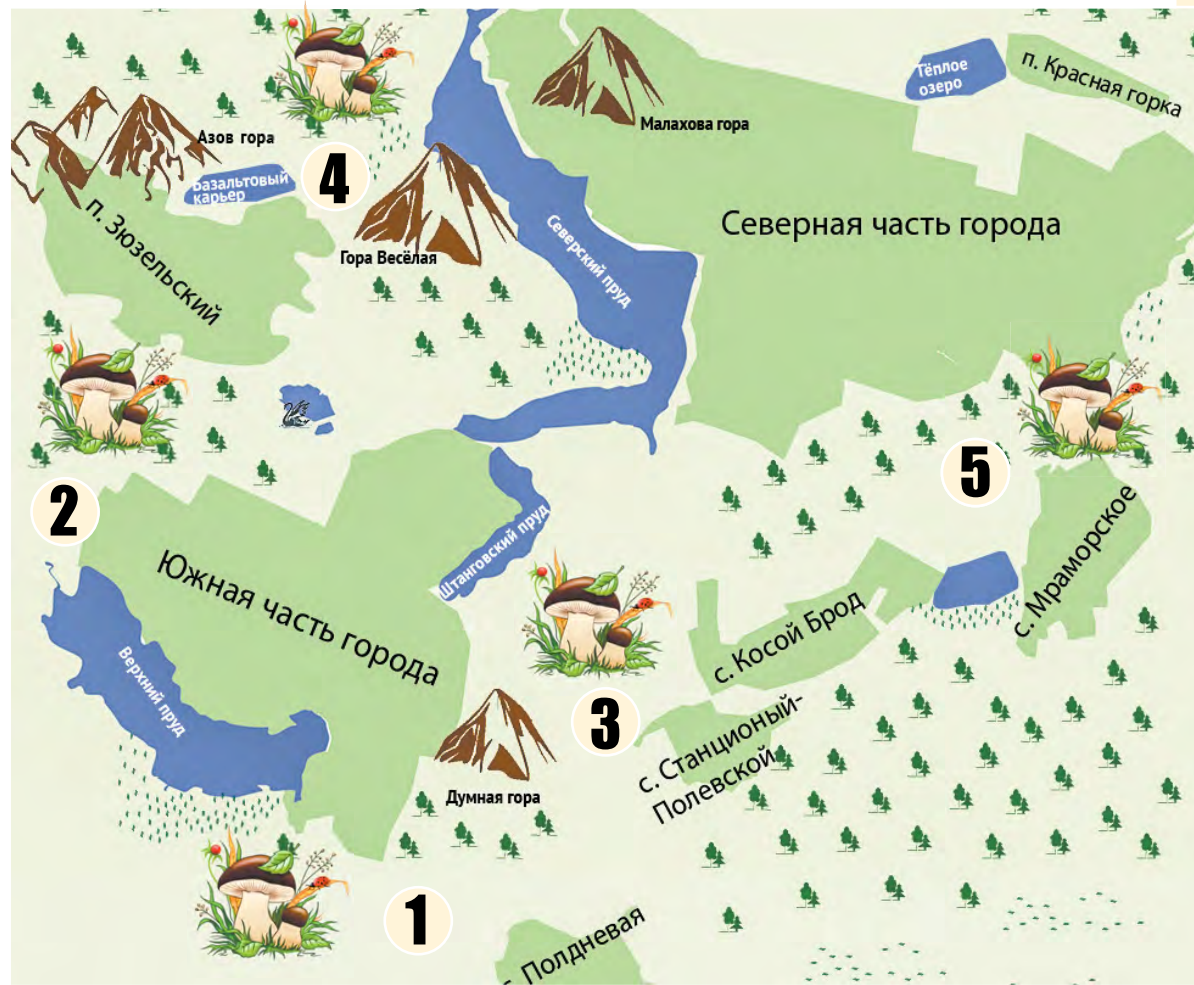 Тёплое
озеро
п. Красная горка
Малахова гора
Азов гора
4
Базальтовый
карьер
п. Зюзельский
Гора Весёлая
Северский пруд
Северная часть города
5
2
Штанговский пруд
Южная часть города
с. Мраморское
с. Косой Брод
Верхний пруд
3
с. Станционый-
Полевской
Думная гора
1
Полдневая